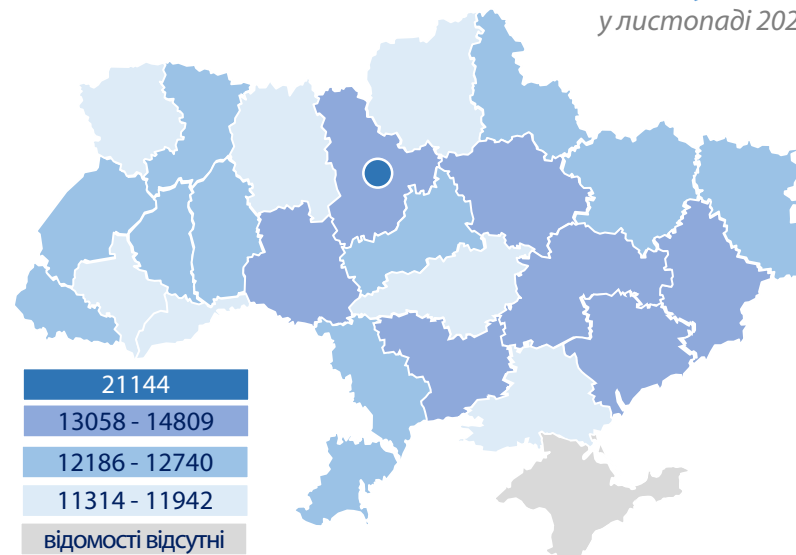 у листопаді 202
21144
13058 - 14809
12186 - 12740
11314 - 11942
відомості відсутні